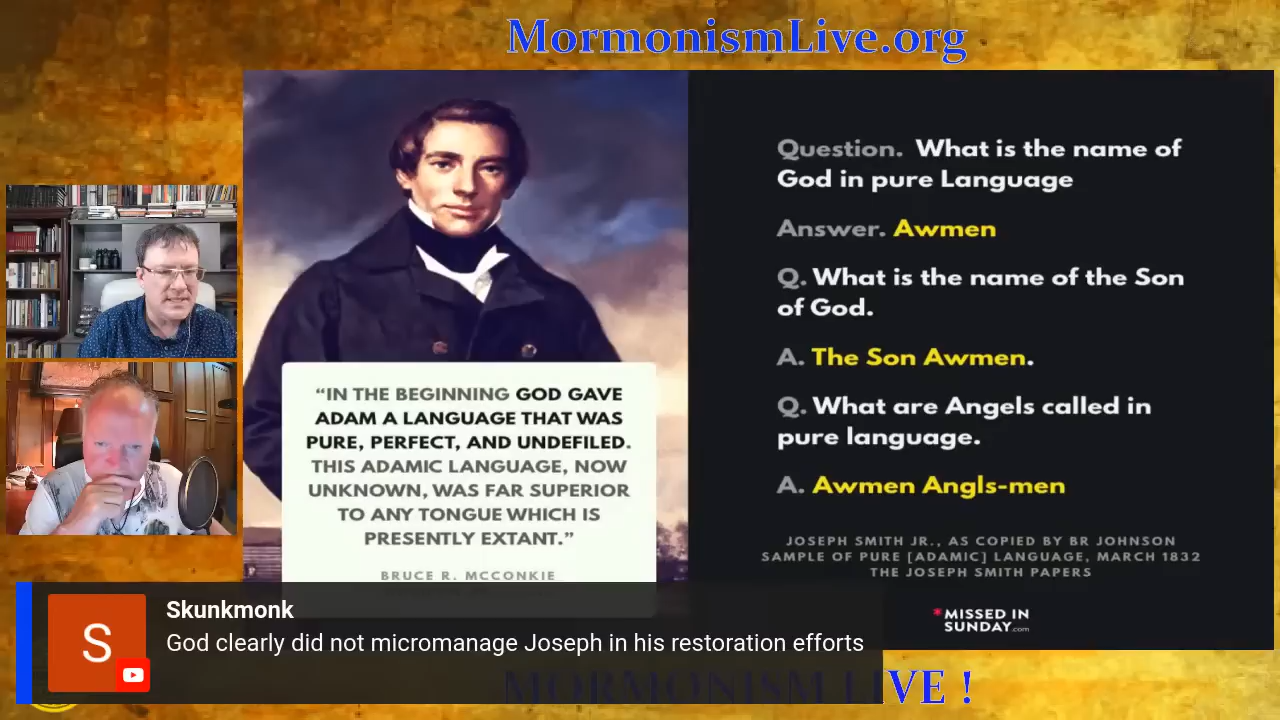 MormonismLive.org
“IN THE BEGINNING GOD GAVE
ADAM A LANGUAGE THAT WAS
PURE, PERFECT, AND UNDEFILED.
THIS ADAMIC LANGUAGE, NOW
UNKNOWN, WAS FAR SUPERIOR
TO ANY TONGUE WHICH IS
PRESENTLY EXTANT.”
BRUCE R. MCCONKIE
Question. What is the name of
God in pure Language
Answer. Awmen
Q. What is the name of the Son
of God.
A. The Son Awmen.
Q. What are Angels called in
pure language.
A. Awmen Angls-men
JOSEPH SMITH JR., AS COPIED BY BR JOHNSON
SAMPLE OF PURE [ADAMIC] LANGUAGE, MARCH 1832
THE JOSEPH SMITH PAPERS
*MISSED IN
SUNDAY.com
S
Skunkmonk
God clearly did not micromanage Joseph in his restoration efforts
MORMONISM LIVE !